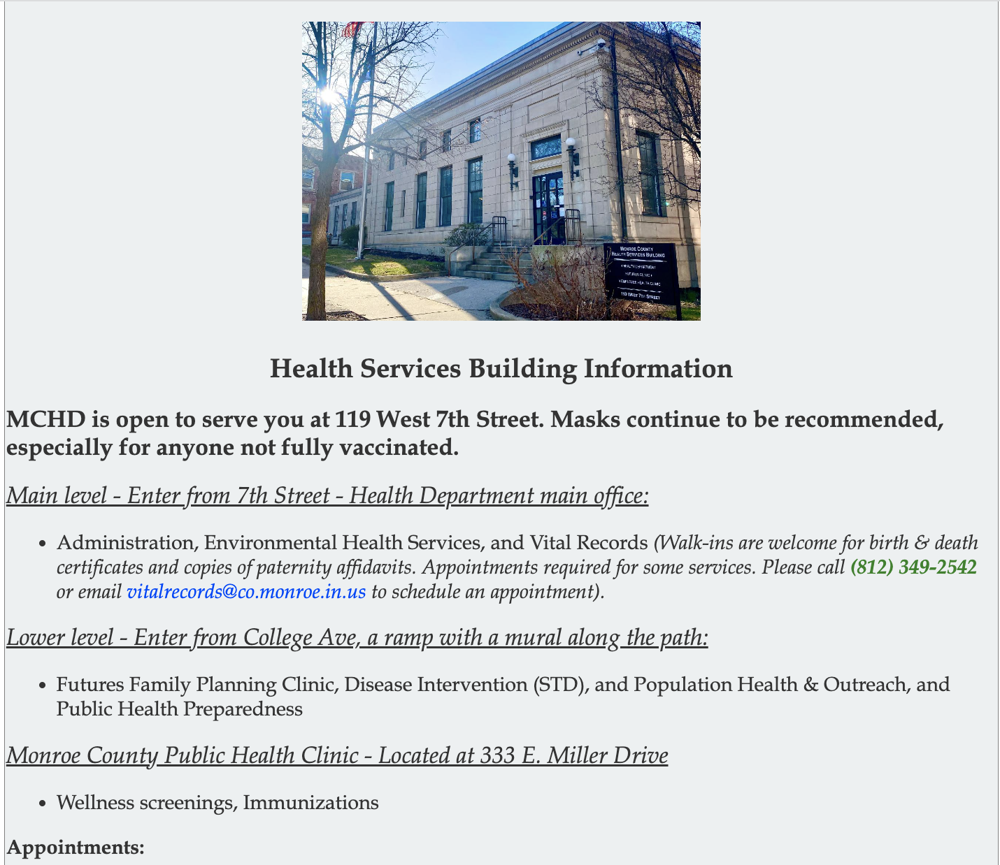 MONROE COUNTY
HEALTH SERVICES BUILDING
• HEALTH DEPARTMENT
• FUTURES CLINIC •
• EMPLOYEE HEALTH CLINIC
119 WEST 7TH STREET
Health Services Building Information
MCHD is open to serve you at 119 West 7th Street. Masks continue to be recommended,
especially for anyone not fully vaccinated.
Main level - Enter from 7th Street - Health Department main office:
• Administration, Environmental Health Services, and Vital Records (Walk-ins are welcome for birth & death
certificates and copies of paternity affidavits. Appointments required for some services. Please call (812) 349-2542
or email vitalrecords@co.monroe.in.us to schedule an appointment).
Lower level - Enter from College Ave, a ramp with a mural along the path:
• Futures Family Planning Clinic, Disease Intervention (STD), and Population Health & Outreach, and
Public Health Preparedness
Monroe County Public Health Clinic - Located at 333 E. Miller Drive
• Wellness screenings, Immunizations
Appointments: